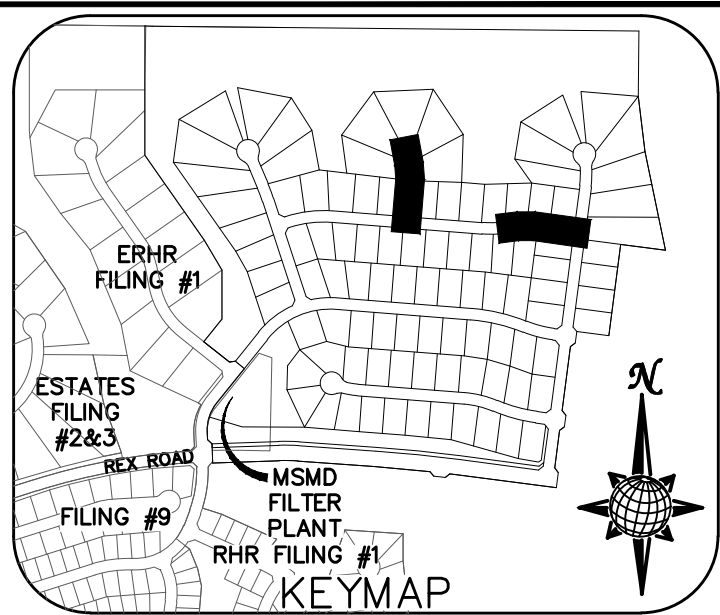 N
ERHR
FILING #1
ESTATES
FILING
#2&3
REX ROAD
MSMD
FILTER
PLANT
RHR FILING #1
FILING #9
KEYMAP